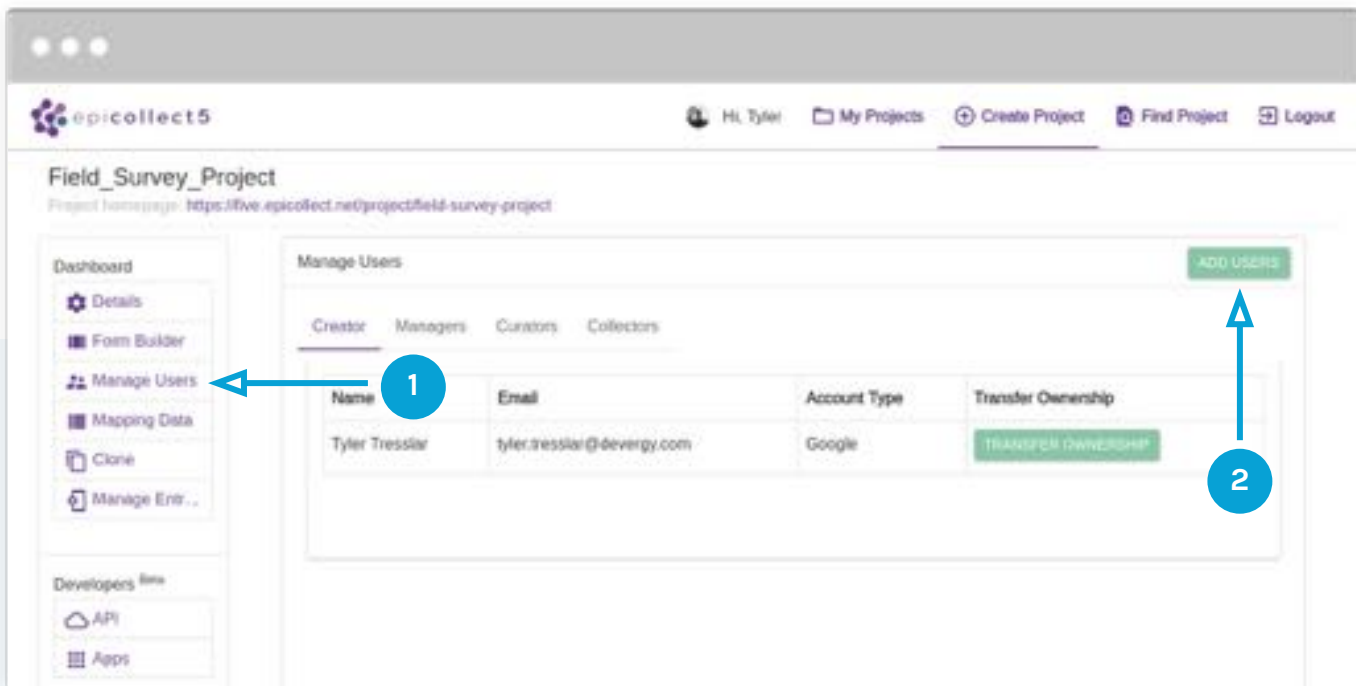 epicollect5
Hi, Tyler My Projects Create Project Find Project Logout
Field_Survey_Project
Project homepage: https://five.epicollect.net/project/field-survey-project
Dashboard
Details
Form Builder
Manage Users
Mapping Data
Clone
Manage Entr...
Developers Beta
API
Apps
Manage Users ADD USERS
Creator Managers Curators Collectors
Name Email Account Type Transfer Ownership
Tyler Tresslar tyler.tresslar@devergy.com Google TRANSFER OWNERSHIP
1
2